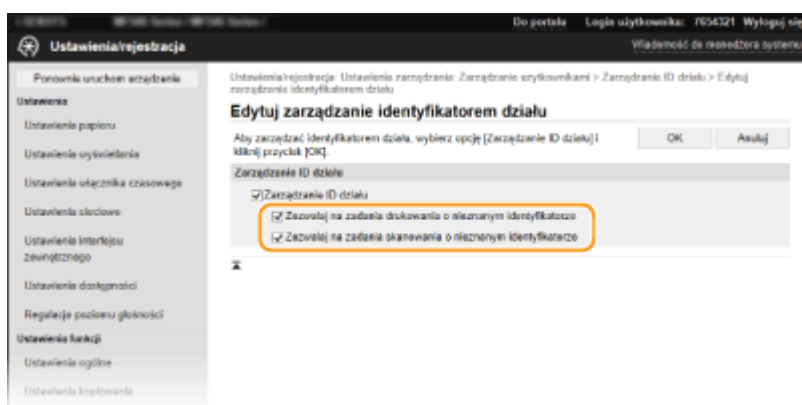 Do portalu Login użytkownika: 7654321 Wyloguj się
Ustawienia/rejestracja
Wiadomość do menedżera systemu
Ponownie uruchom urządzenie
Ustawienia
Ustawienia papieru
Ustawienia wyświetlania
Ustawienia włącznika czasowego
Ustawienia sieciowe
Ustawienia interfejsu
zewnętrznego
Ustawienia dostępności
Regulacja poziomu głośności
Ustawienia funkcji
Ustawienia ogólne
Ustawienia kopiowania
Ustawienia/rejestracja: Ustawienia zarządzania: Zarządzanie użytkownikami > Zarządzanie ID działu > Edytuj
zarządzanie identyfikatorem działu
Edytuj zarządzanie identyfikatorem działu
Aby zarządzać identyfikatorem działu, wybierz opcję [Zarządzanie ID działu] i
kliknij przycisk [OK].
OK Anuluj
Zarządzanie ID działu
Zarządzanie ID działu
Zezwalaj na zadania drukowania o nieznanym identyfikatorze
Zezwalaj na zadania skanowania o nieznanym identyfikatorze